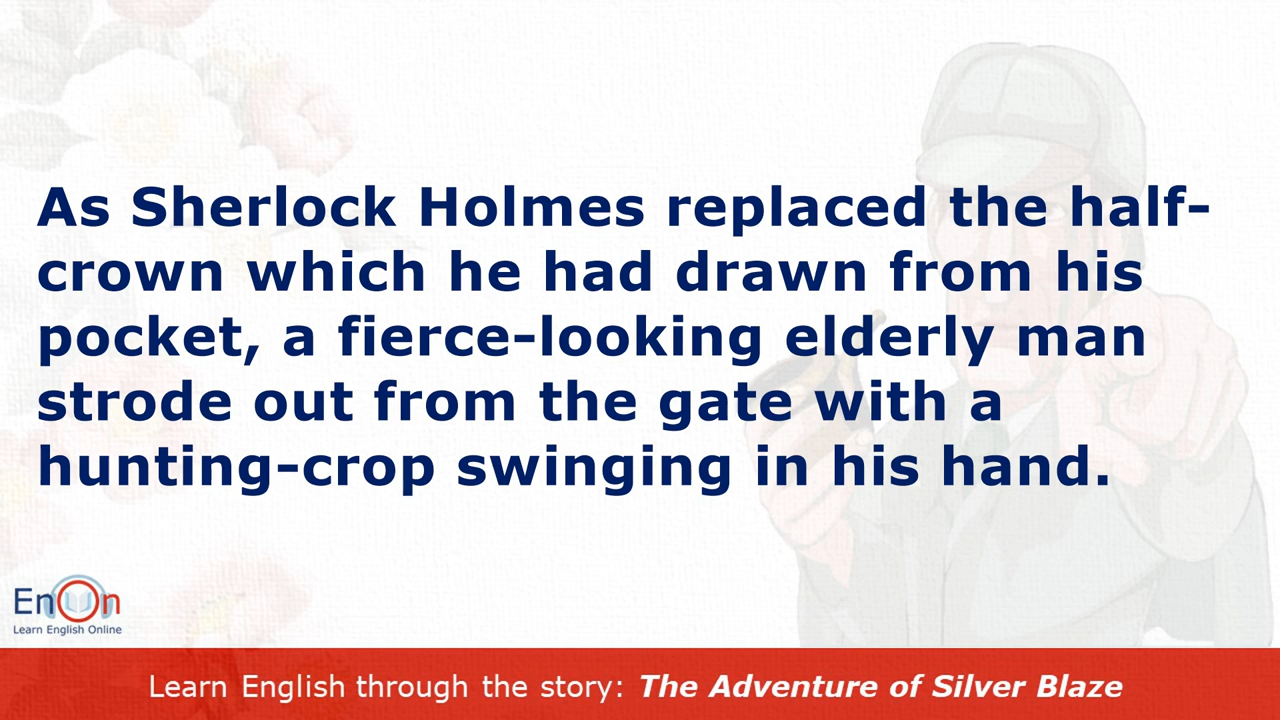 As Sherlock Holmes replaced the half-
crown which he had drawn from his
pocket, a fierce-looking elderly man
strode out from the gate with a
hunting-crop swinging in his hand.
EnOn
Learn English Online
Learn English through the story: The Adventure of Silver Blaze